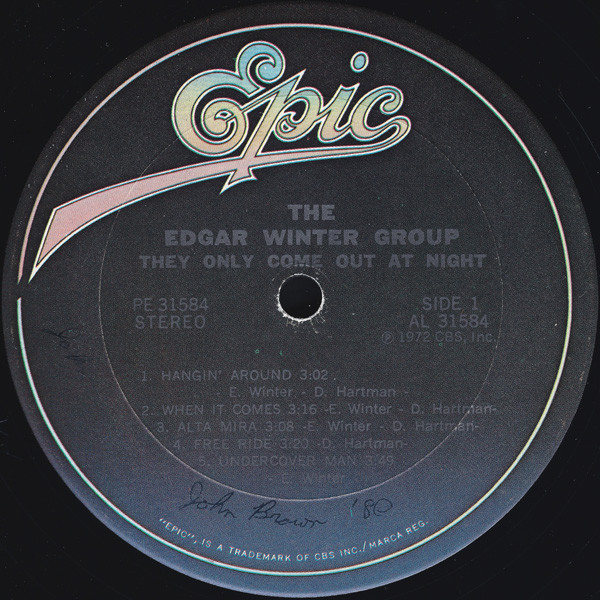 Epic
THE
EDGAR WINTER GROUP
THEY ONLY COME OUT AT NIGHT
PE 31584
STEREO
SIDE 1
AL 31584
℗ 1972 CBS, Inc.
1. HANGIN' AROUND 3:02
- E. Winter - D. Hartman -
2. WHEN IT COMES 3:16 -E. Winter - D. Hartman-
3. ALTA MIRA 3:08 -E. Winter - D. Hartman-
4. FREE RIDE 3:20 -D. Hartman-
5. UNDERCOVER MAN 3:49
- E. Winter
John Brown '80
"EPIC", IS A TRADEMARK OF CBS INC./MARCA REG.